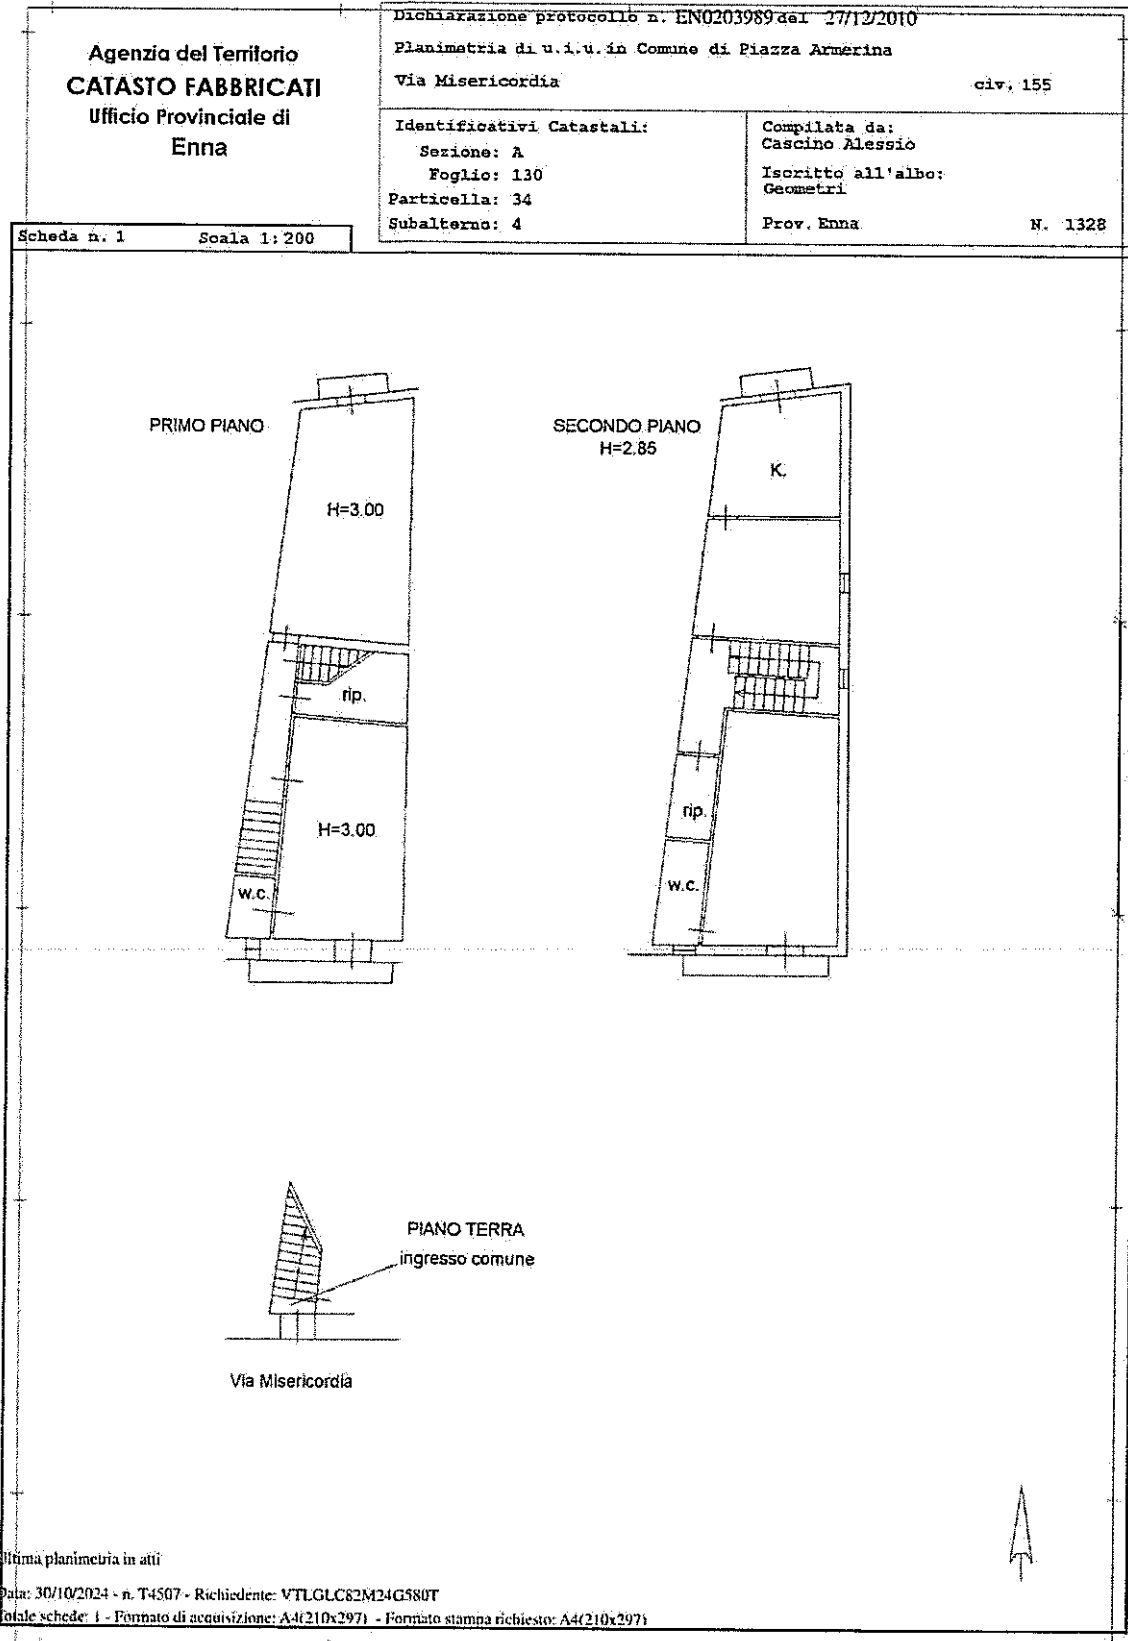 Agenzia del Territorio
CATASTO FABBRICATI
Ufficio Provinciale di
Enna
Dichiarazione protocollo n. EN0203989 del 27/12/2010
Planimetria di u.i.u. in Comune di Piazza Armerina
Via Misericordia civ. 155
Identificativi Catastali:
Sezione: A
Foglio: 130
Particella: 34
Subalterno: 4
Compilata da:
Cascino Alessio
Iscritto all'albo:
Geometri
Prov. Enna N. 1328
Scheda n. 1 Scala 1:200
PRIMO PIANO
H=3.00
rip.
H=3.00
w.c.
SECONDO PIANO
H=2.85
K.
rip.
w.c.
PIANO TERRA
ingresso comune
Via Misericordia
Ultima planimetria in atti
Data: 30/10/2024 - n. T4507 - Richiedente: VTLGLC82M24G580T
Totale schede: 1 - Formato di acquisizione: A4(210x297) - Formato stampa richiesto: A4(210x297)